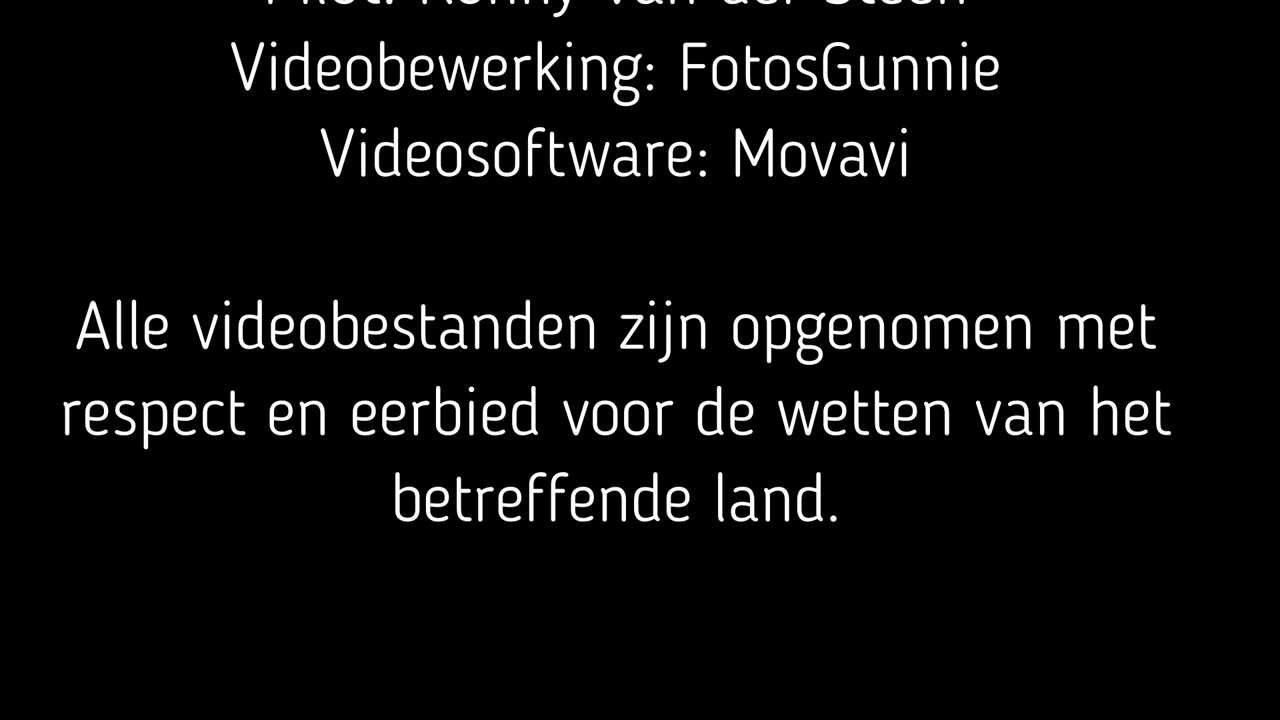 Videobewerking: FotosGunnie
Videosoftware: Movavi
Alle videobestanden zijn opgenomen met
respect en eerbied voor de wetten van het
betreffende land.